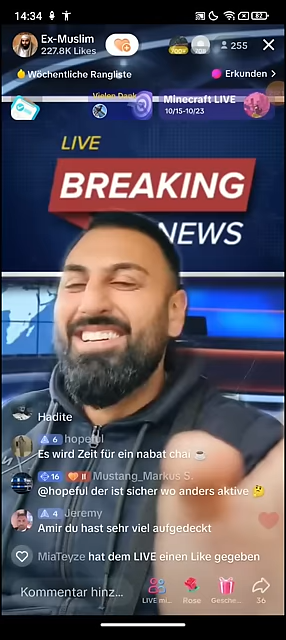 14:34
82
Ex-Muslim
227.8K Likes
255
Wöchentliche Rangliste
Erkunden >
Vielen Dank
Minecraft LIVE
10/15-10/23
LIVE
BREAKING
NEWS
Hadite
6 hopeful
Es wird Zeit für ein nabat chai ☕
16 II Mustang_Markus S.
@hopeful der ist sicher wo anders aktive 🤔
4 Jeremy
Amir du hast sehr viel aufgedeckt
MiaTeyze hat dem LIVE einen Like gegeben
Kommentar hinz...
LIVE mi...
Rose
Gesche...
36